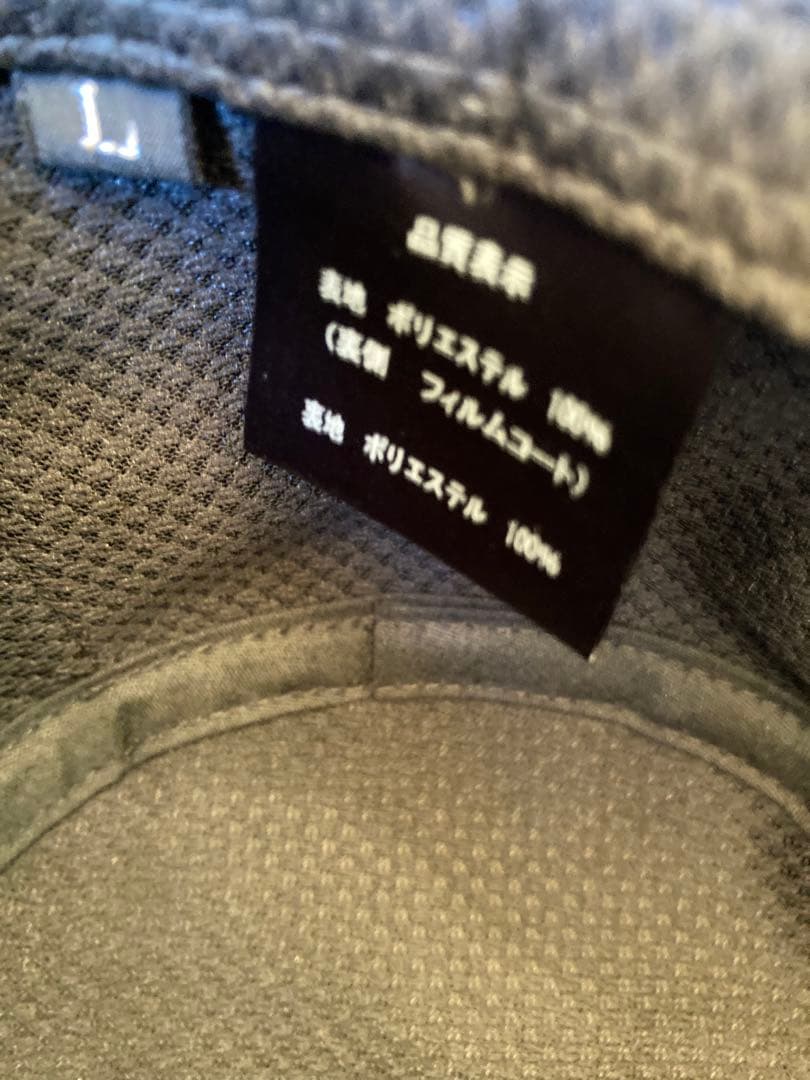 L
品質表示
表地 ポリエステル 100%
(裏側 フィルムコート)
裏地 ポリエステル 100%